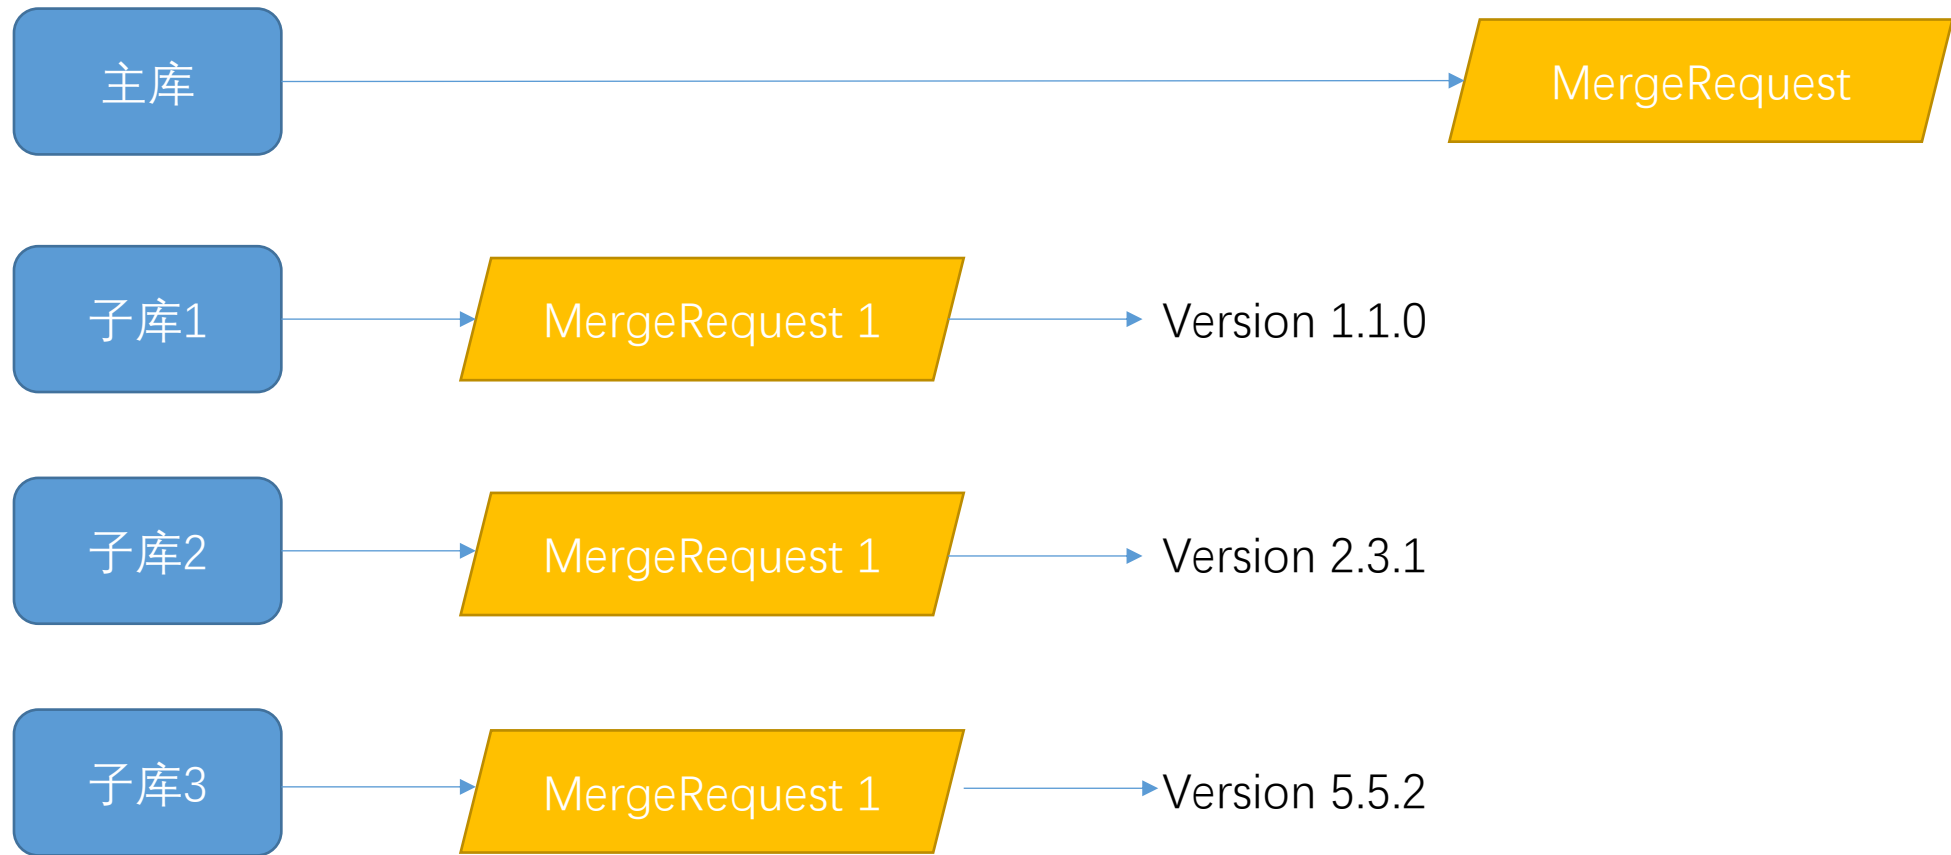 主库
MergeRequest
子库1
MergeRequest 1
Version 1.1.0
子库2
MergeRequest 1
Version 2.3.1
子库3
MergeRequest 1
Version 5.5.2